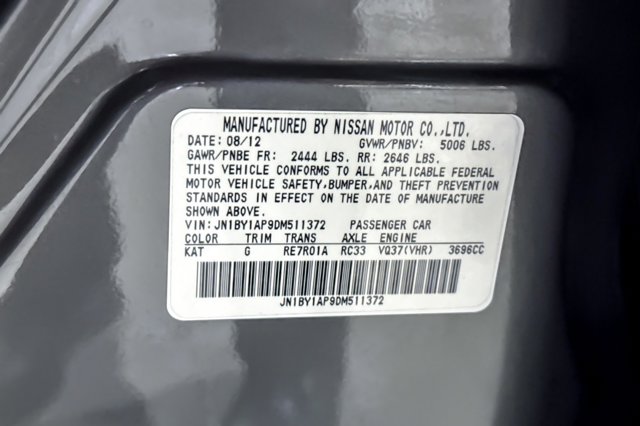 MANUFACTURED BY NISSAN MOTOR CO.,LTD.
DATE: 08/12 GVWR/PNBV: 5006 LBS.
GAWR/PNBE FR: 2444 LBS. RR: 2646 LBS.
THIS VEHICLE CONFORMS TO ALL APPLICABLE FEDERAL
MOTOR VEHICLE SAFETY,BUMPER,AND THEFT PREVENTION
STANDARDS IN EFFECT ON THE DATE OF MANUFACTURE
SHOWN ABOVE.
VIN: JN1BY1AP9DM511372 PASSENGER CAR
COLOR TRIM TRANS AXLE ENGINE
KAT G RE7R01A RC33 VQ37(VHR) 3696CC
JN1BY1AP9DM511372